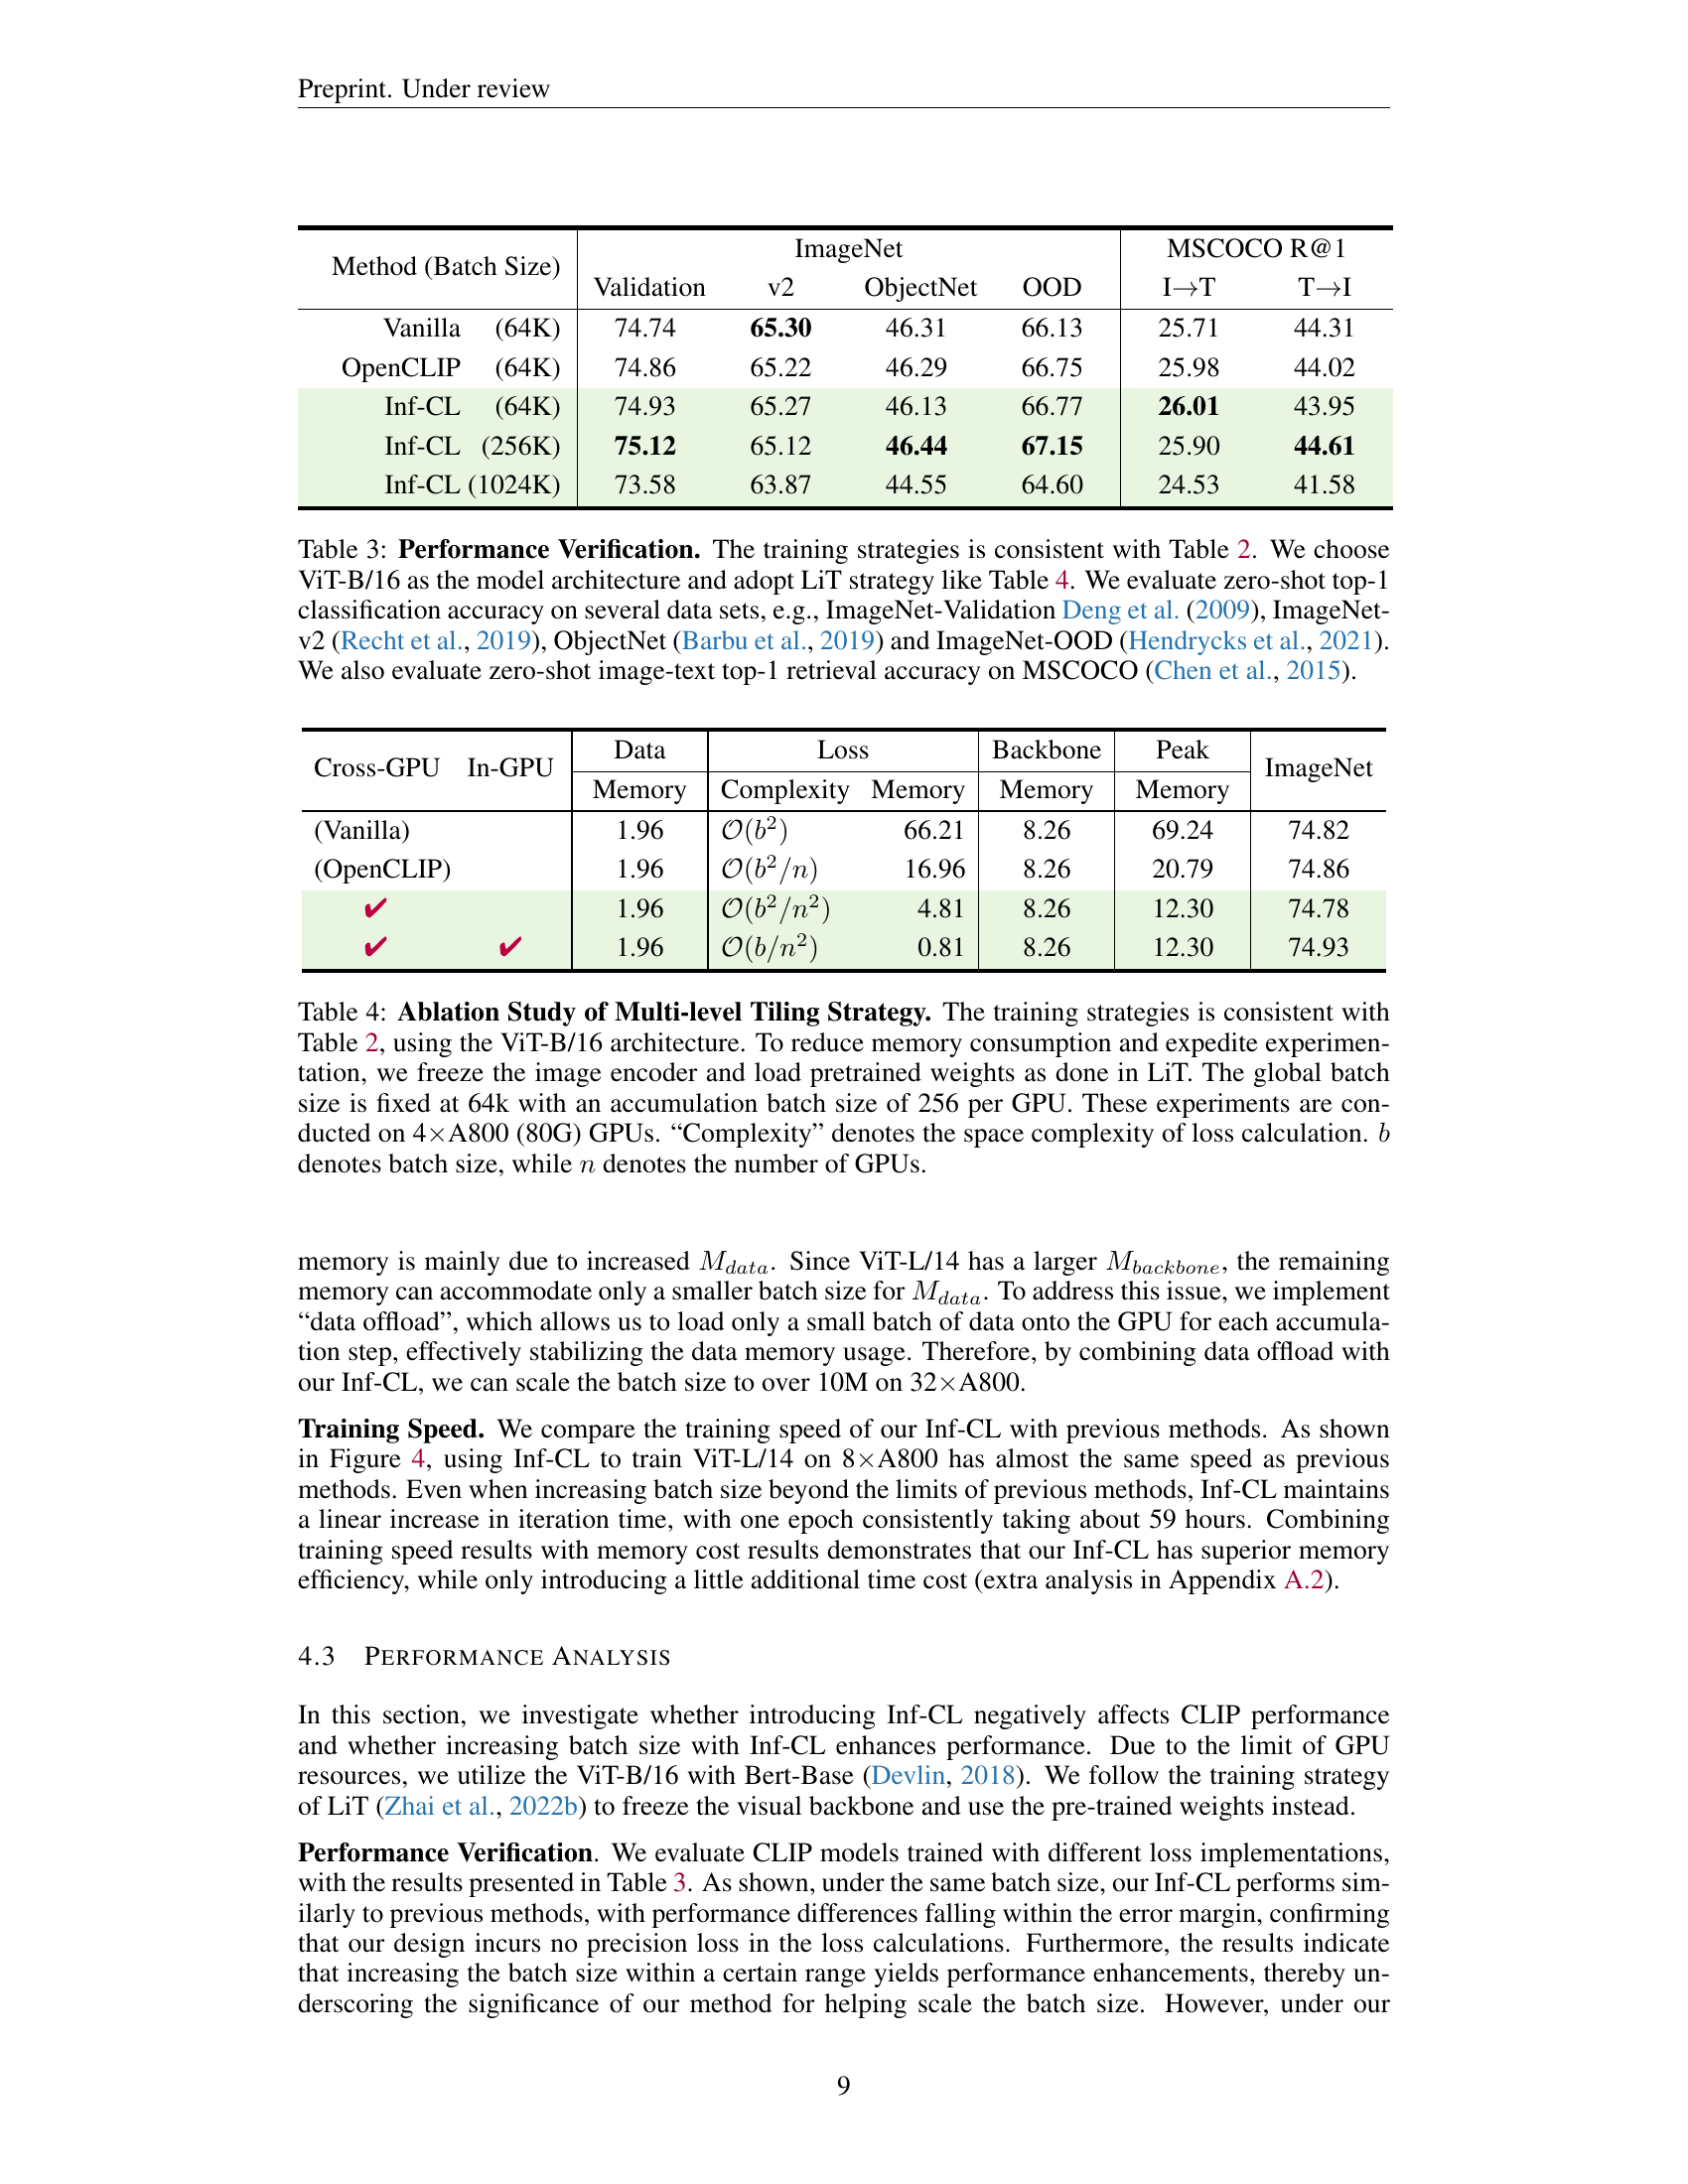 Preprint. Under review
Method (Batch Size) ImageNet MSCOCO R@1
Validation v2 ObjectNet OOD I→T T→I
Vanilla (64K) 74.74 65.30 46.31 66.13 25.71 44.31
OpenCLIP (64K) 74.86 65.22 46.29 66.75 25.98 44.02
Inf-CL (64K) 74.93 65.27 46.13 66.77 26.01 43.95
Inf-CL (256K) 75.12 65.12 46.44 67.15 25.90 44.61
Inf-CL (1024K) 73.58 63.87 44.55 64.60 24.53 41.58
Table 3: Performance Verification. The training strategies is consistent with Table 2. We choose
ViT-B/16 as the model architecture and adopt LiT strategy like Table 4. We evaluate zero-shot top-1
classification accuracy on several data sets, e.g., ImageNet-Validation Deng et al. (2009), ImageNet-
v2 (Recht et al., 2019), ObjectNet (Barbu et al., 2019) and ImageNet-OOD (Hendrycks et al., 2021).
We also evaluate zero-shot image-text top-1 retrieval accuracy on MSCOCO (Chen et al., 2015).
Cross-GPU In-GPU Data Loss Backbone Peak ImageNet
Memory Complexity Memory Memory Memory
(Vanilla) 1.96 O(b²) 66.21 8.26 69.24 74.82
(OpenCLIP) 1.96 O(b²/n) 16.96 8.26 20.79 74.86
✔ 1.96 O(b²/n²) 4.81 8.26 12.30 74.78
✔ ✔ 1.96 O(b/n²) 0.81 8.26 12.30 74.93
Table 4: Ablation Study of Multi-level Tiling Strategy. The training strategies is consistent with
Table 2, using the ViT-B/16 architecture. To reduce memory consumption and expedite experimen-
tation, we freeze the image encoder and load pretrained weights as done in LiT. The global batch
size is fixed at 64k with an accumulation batch size of 256 per GPU. These experiments are con-
ducted on 4×A800 (80G) GPUs. “Complexity” denotes the space complexity of loss calculation. b
denotes batch size, while n denotes the number of GPUs.
memory is mainly due to increased M_data. Since ViT-L/14 has a larger M_backbone, the remaining
memory can accommodate only a smaller batch size for M_data. To address this issue, we implement
“data offload”, which allows us to load only a small batch of data onto the GPU for each accumula-
tion step, effectively stabilizing the data memory usage. Therefore, by combining data offload with
our Inf-CL, we can scale the batch size to over 10M on 32×A800.
Training Speed. We compare the training speed of our Inf-CL with previous methods. As shown
in Figure 4, using Inf-CL to train ViT-L/14 on 8×A800 has almost the same speed as previous
methods. Even when increasing batch size beyond the limits of previous methods, Inf-CL maintains
a linear increase in iteration time, with one epoch consistently taking about 59 hours. Combining
training speed results with memory cost results demonstrates that our Inf-CL has superior memory
efficiency, while only introducing a little additional time cost (extra analysis in Appendix A.2).
4.3 PERFORMANCE ANALYSIS
In this section, we investigate whether introducing Inf-CL negatively affects CLIP performance
and whether increasing batch size with Inf-CL enhances performance. Due to the limit of GPU
resources, we utilize the ViT-B/16 with Bert-Base (Devlin, 2018). We follow the training strategy
of LiT (Zhai et al., 2022b) to freeze the visual backbone and use the pre-trained weights instead.
Performance Verification. We evaluate CLIP models trained with different loss implementations,
with the results presented in Table 3. As shown, under the same batch size, our Inf-CL performs sim-
ilarly to previous methods, with performance differences falling within the error margin, confirming
that our design incurs no precision loss in the loss calculations. Furthermore, the results indicate
that increasing the batch size within a certain range yields performance enhancements, thereby un-
derscoring the significance of our method for helping scale the batch size. However, under our
9